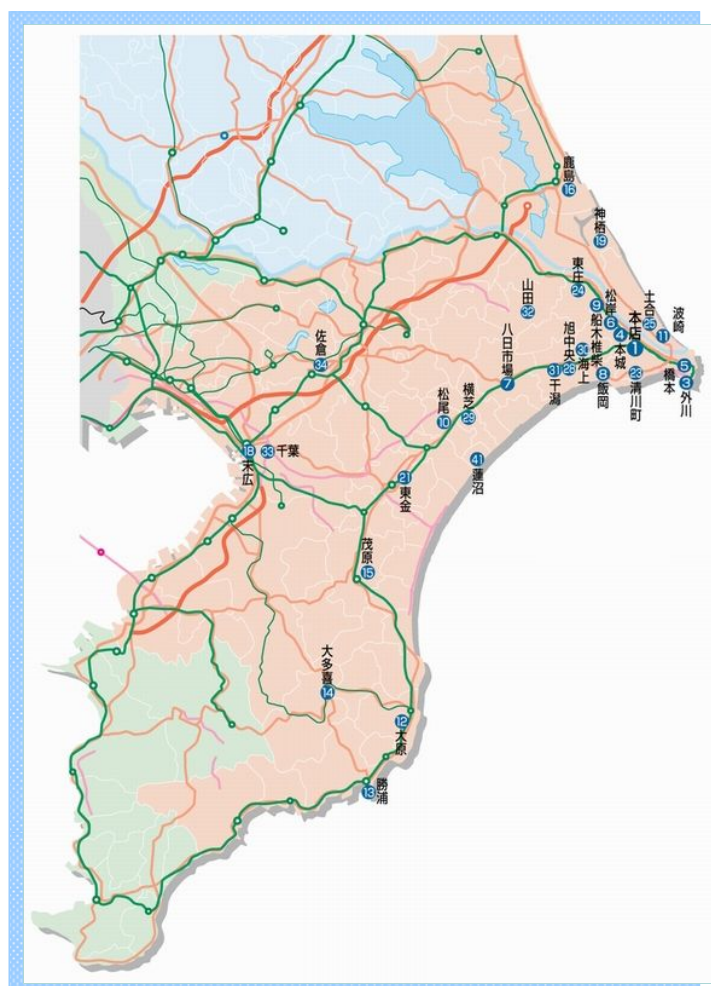 鹿島
16
神栖
19
東庄
24
山田
32
松岸
6
船木
9
土合
25
波崎
11
本店
1
本城
4
椎柴
旭中央
28
海上
30
飯岡
8
清川町
23
橋本
5
外川
3
干潟
31
八日市場
7
佐倉
34
横芝
29
松尾
10
千葉
33
末広
18
東金
21
蓮沼
41
茂原
15
大多喜
14
大原
12
勝浦
13